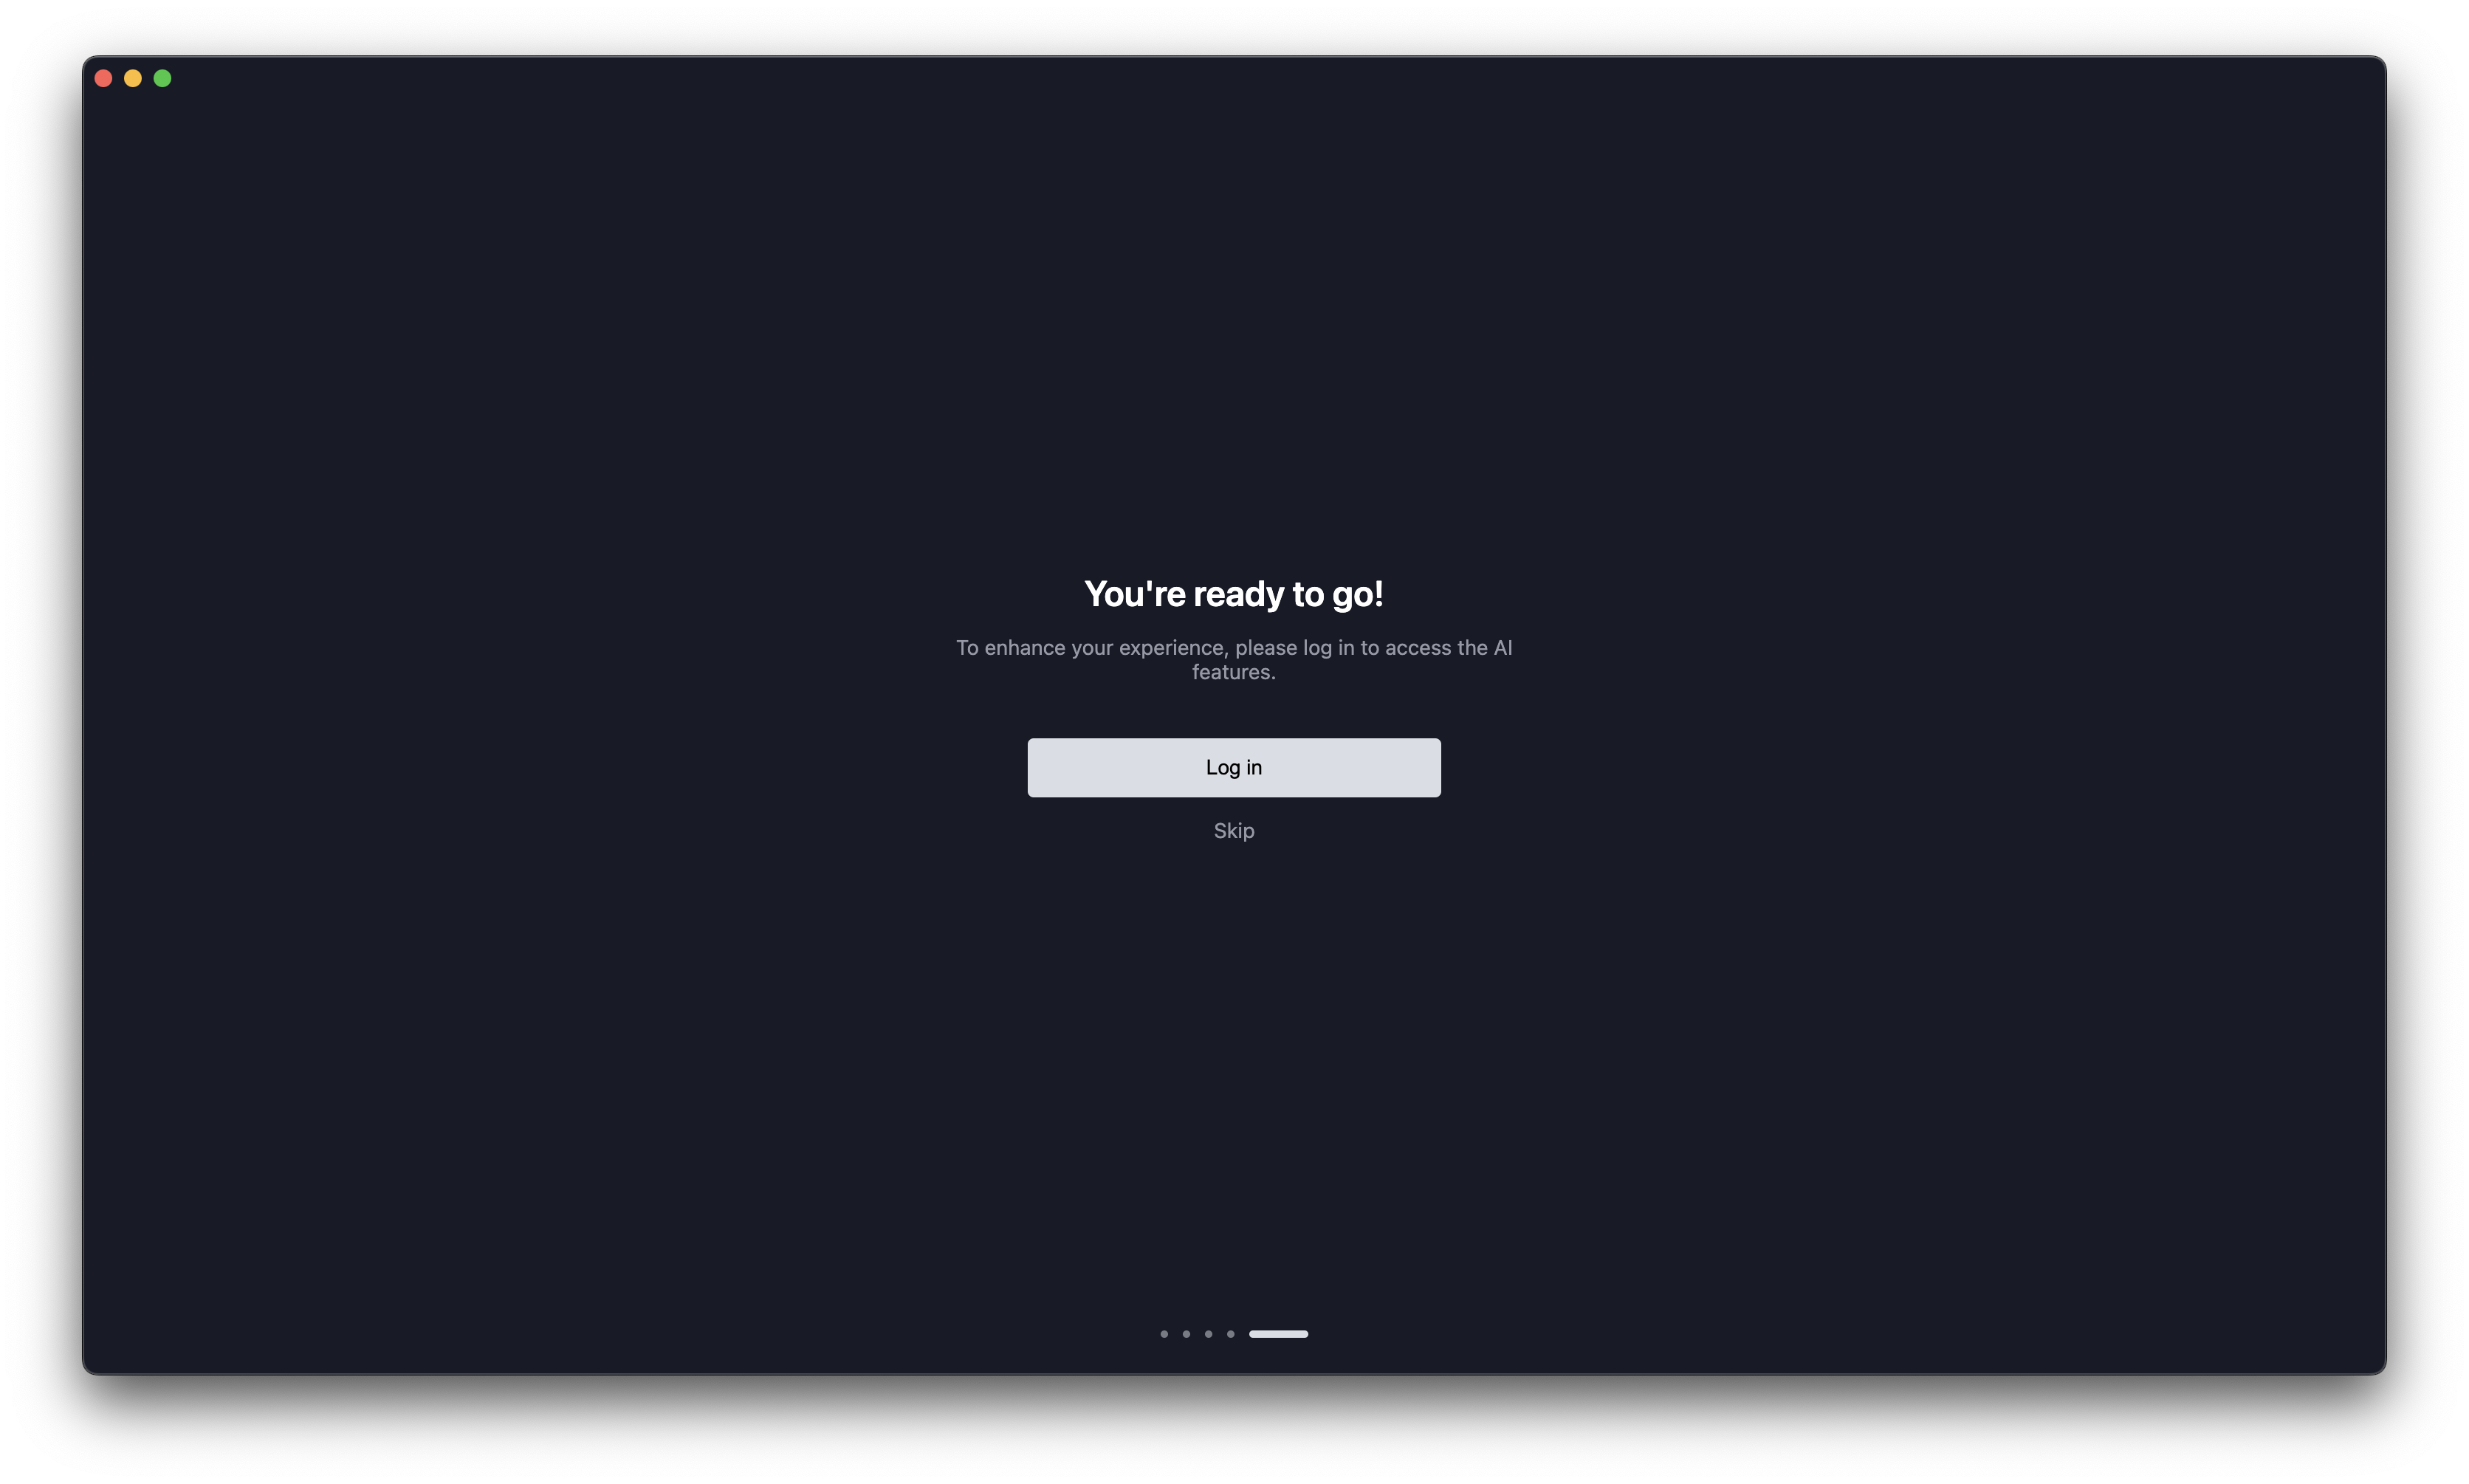 You're ready to go!
To enhance your experience, please log in to access the AI
features.
Log in
Skip